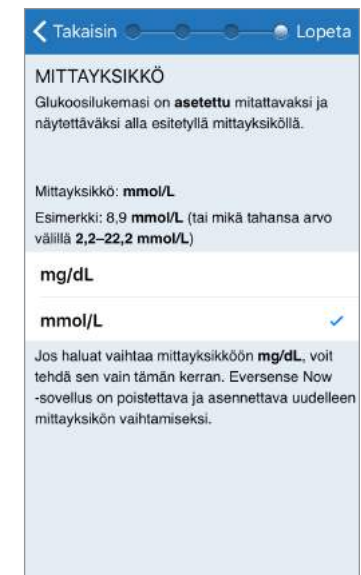 Takaisin Lopeta
MITTAYKSIKKÖ
Glukoosilukemasi on asetettu mitattavaksi ja
näytettäväksi alla esitetyllä mittayksiköllä.
Mittayksikkö: mmol/L
Esimerkki: 8,9 mmol/L (tai mikä tahansa arvo
välillä 2,2–22,2 mmol/L)
mg/dL
mmol/L
Jos haluat vaihtaa mittayksikköön mg/dL, voit
tehdä sen vain tämän kerran. Eversense Now
-sovellus on poistettava ja asennettava uudelleen
mittayksikön vaihtamiseksi.